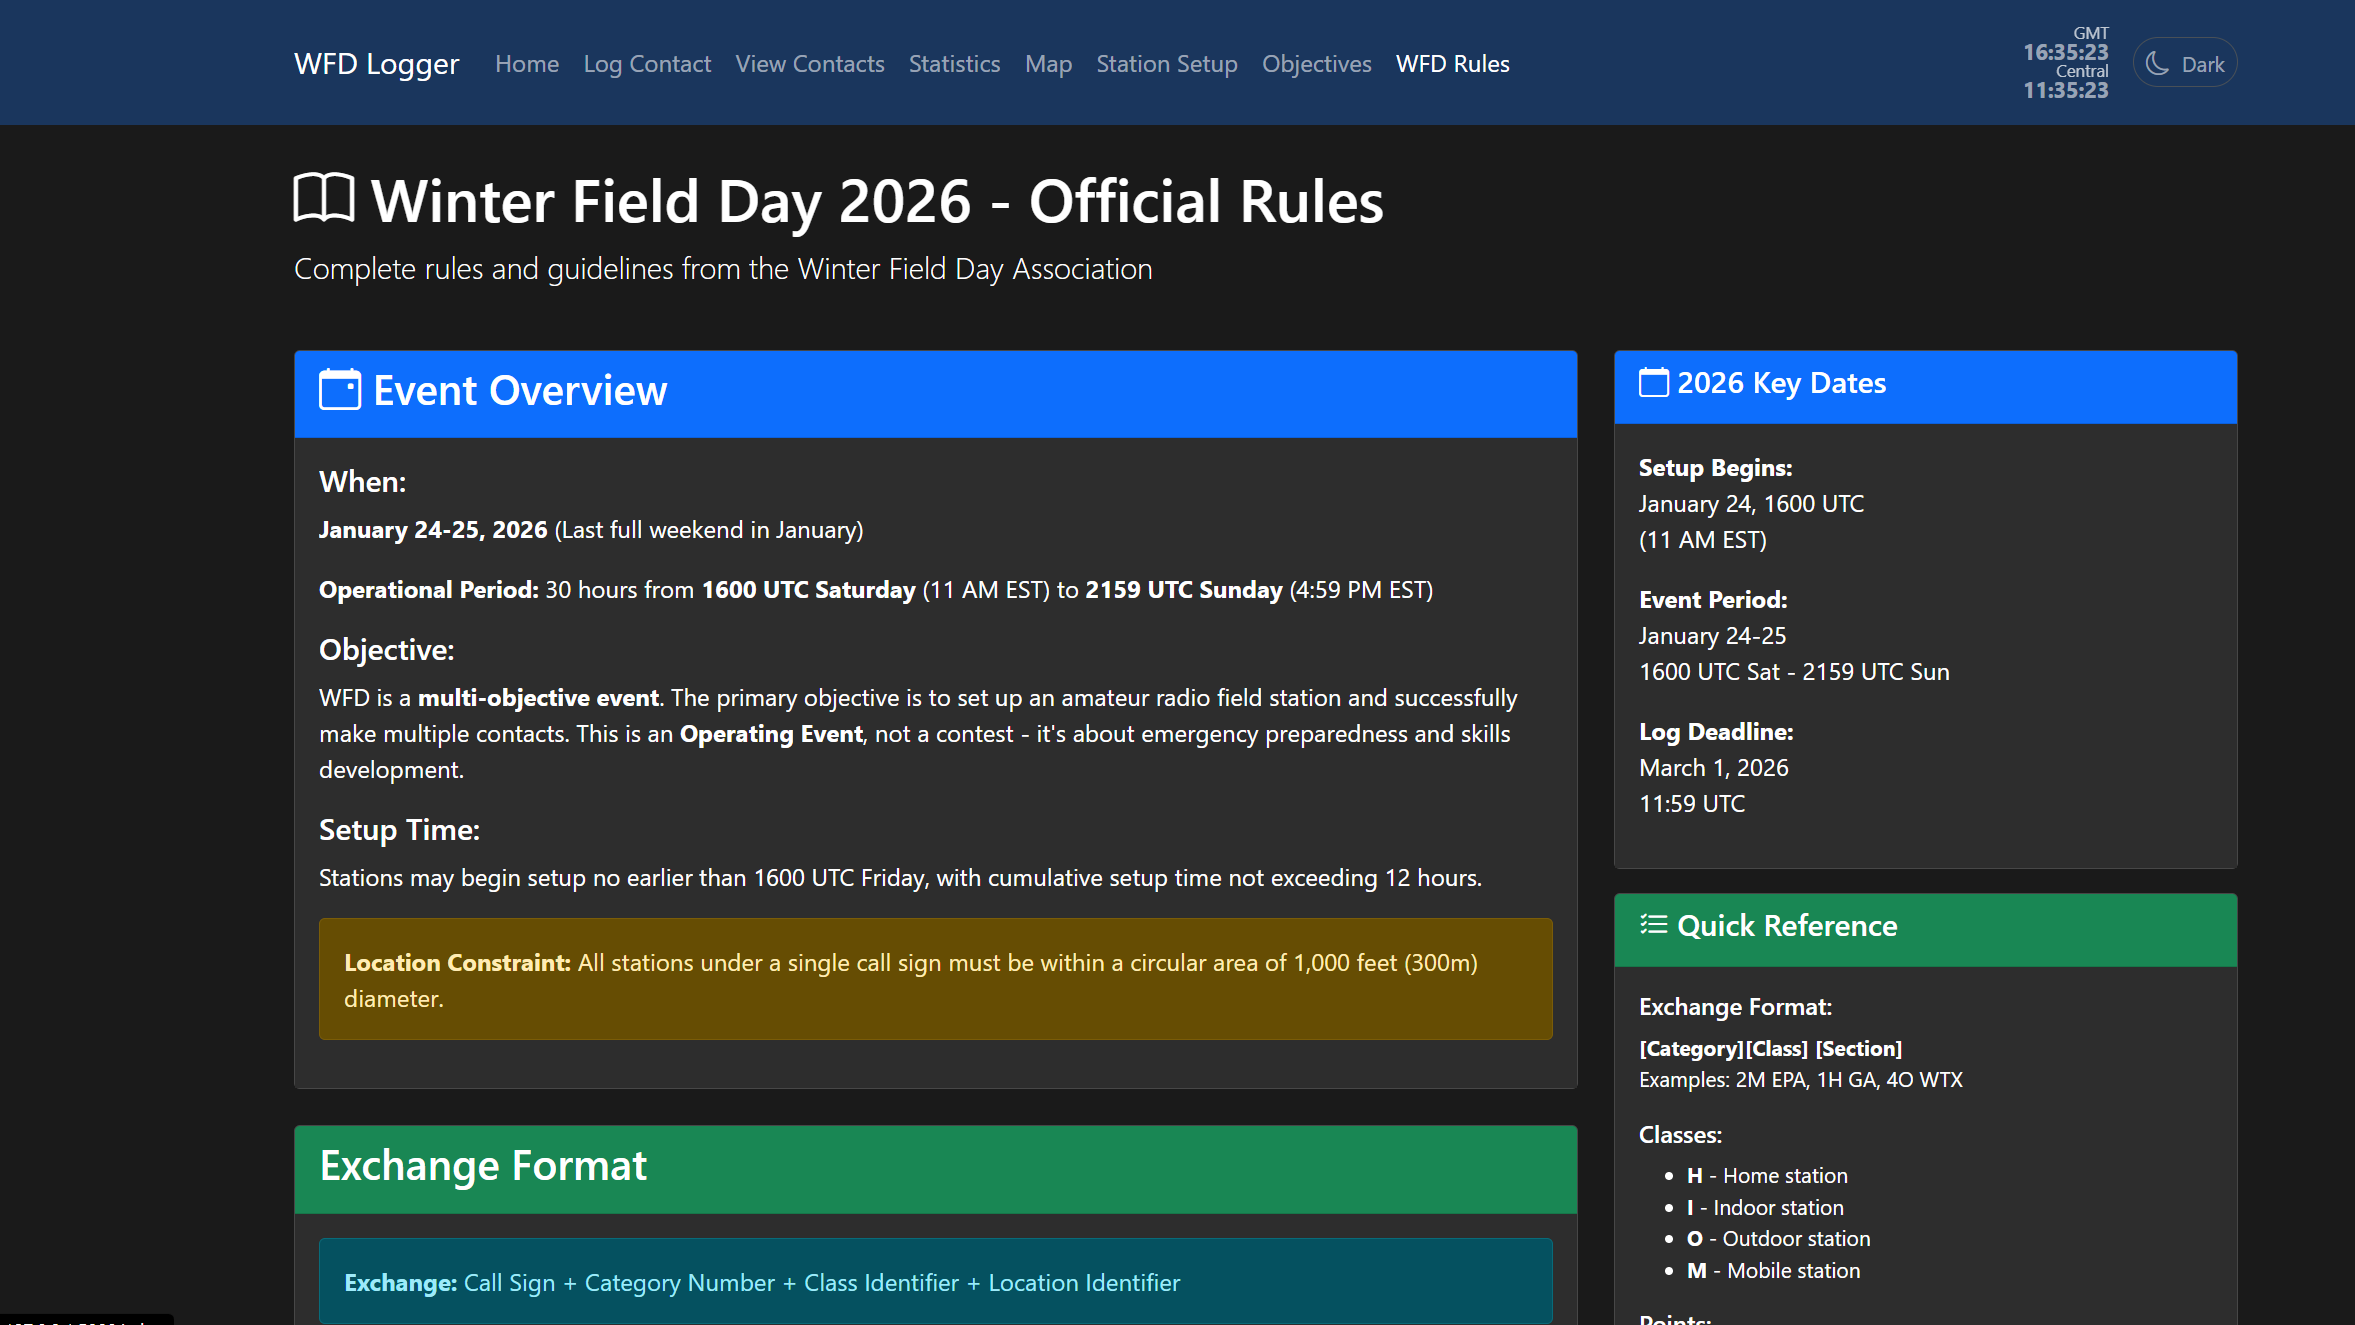 WFD Logger Home Log Contact View Contacts Statistics Map Station Setup Objectives WFD Rules
GMT
16:35:23
Central
11:35:23
Dark
Winter Field Day 2026 - Official Rules
Complete rules and guidelines from the Winter Field Day Association
Event Overview
When:
January 24-25, 2026 (Last full weekend in January)
Operational Period: 30 hours from 1600 UTC Saturday (11 AM EST) to 2159 UTC Sunday (4:59 PM EST)
Objective:
WFD is a multi-objective event. The primary objective is to set up an amateur radio field station and successfully
make multiple contacts. This is an Operating Event, not a contest - it's about emergency preparedness and skills
development.
Setup Time:
Stations may begin setup no earlier than 1600 UTC Friday, with cumulative setup time not exceeding 12 hours.
Location Constraint: All stations under a single call sign must be within a circular area of 1,000 feet (300m)
diameter.
Exchange Format
Exchange: Call Sign + Category Number + Class Identifier + Location Identifier
2026 Key Dates
Setup Begins:
January 24, 1600 UTC
(11 AM EST)
Event Period:
January 24-25
1600 UTC Sat - 2159 UTC Sun
Log Deadline:
March 1, 2026
11:59 UTC
Quick Reference
Exchange Format:
[Category][Class] [Section]
Examples: 2M EPA, 1H GA, 4O WTX
Classes:
• H - Home station
• I - Indoor station
• O - Outdoor station
• M - Mobile station
Points: